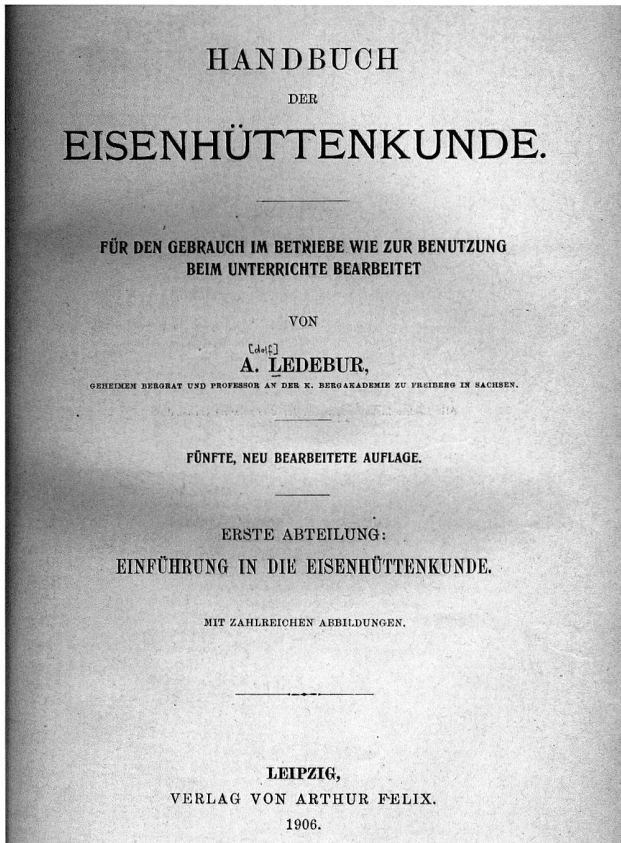 HANDBUCH
DER
EISENHÜTTENKUNDE.
FÜR DEN GEBRAUCH IM BETRIEBE WIE ZUR BENUTZUNG
BEIM UNTERRICHTE BEARBEITET
VON
[dolf]
A. LEDEBUR,
GEHEIMEM BERGRAT UND PROFESSOR AN DER K. BERGAKADEMIE ZU FREIBERG IN SACHSEN.
FÜNFTE, NEU BEARBEITETE AUFLAGE.
ERSTE ABTEILUNG:
EINFÜHRUNG IN DIE EISENHÜTTENKUNDE.
MIT ZAHLREICHEN ABBILDUNGEN.
LEIPZIG,
VERLAG VON ARTHUR FELIX.
1906.